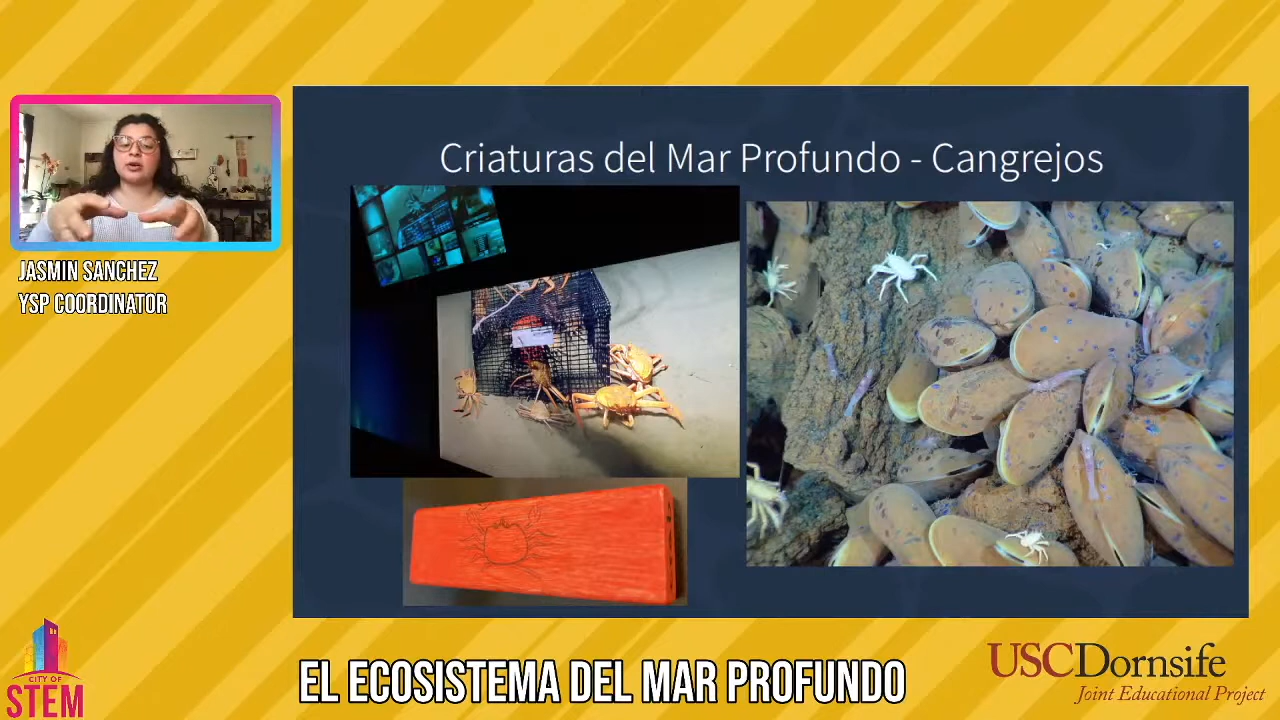 Criaturas del Mar Profundo - Cangrejos
JASMIN SANCHEZ
YSP COORDINATOR
CITY OF
STEM
EL ECOSISTEMA DEL MAR PROFUNDO
USCDornsife
Joint Educational Project